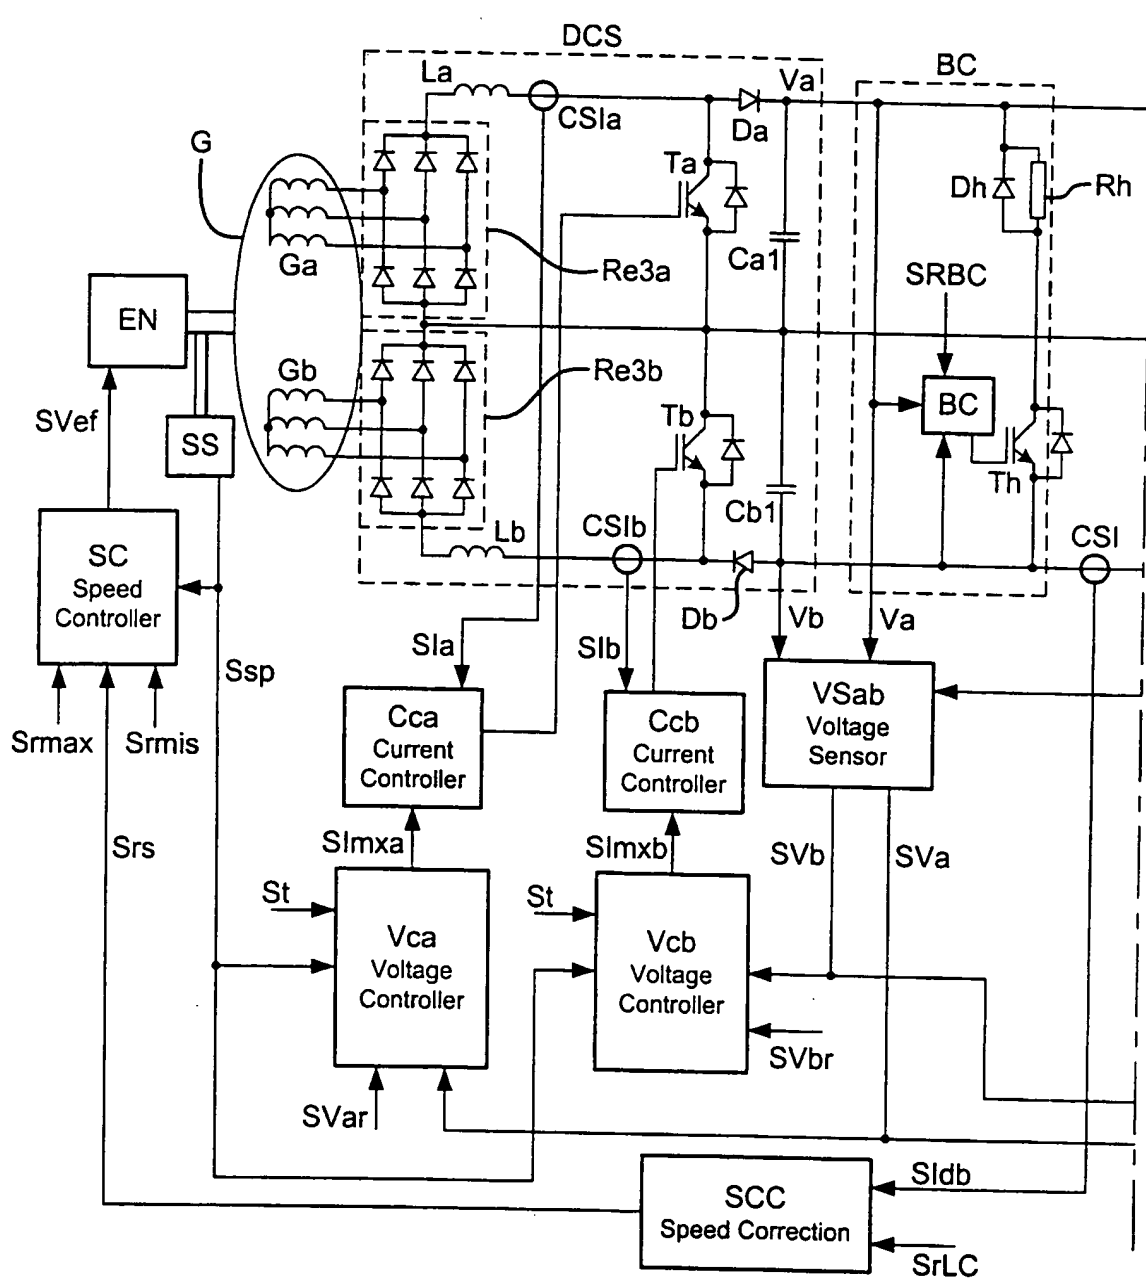 DCS
BC
La
CSIa
Va
Da
G
Ta
Dh
Rh
Ga
Re3a
Ca1
SRBC
EN
Gb
Re3b
BC
SVef
Tb
SS
Th
Cb1
Lb
CSIb
CSI
SC
Speed
Controller
Db
Vb
Va
SIa
SIb
Ssp
VSab
Voltage
Sensor
Srmax
Srmis
Cca
Current
Controller
Ccb
Current
Controller
Srs
SImxa
SImxb
SVb
SVa
St
St
Vca
Voltage
Controller
Vcb
Voltage
Controller
SVbr
SVar
SIdb
SCC
Speed Correction
SrLC